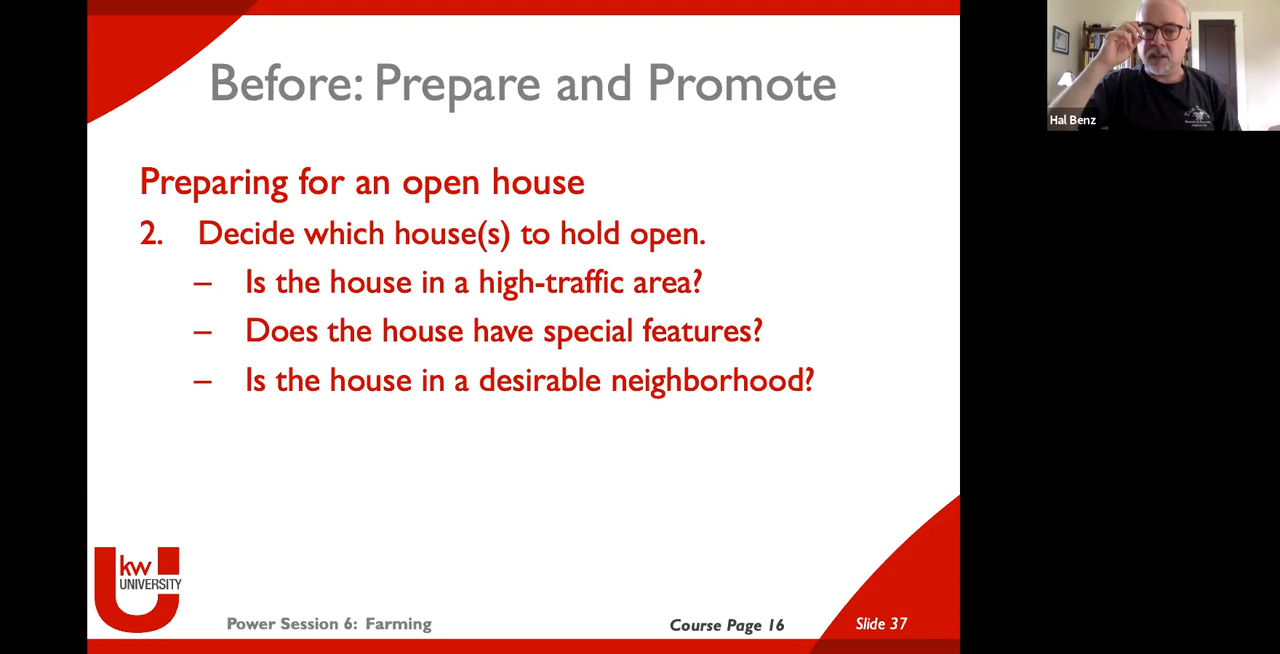 Before: Prepare and Promote
Hal Benz
Preparing for an open house
2. Decide which house(s) to hold open.
– Is the house in a high-traffic area?
– Does the house have special features?
– Is the house in a desirable neighborhood?
kw
UNIVERSITY
Power Session 6: Farming
Course Page 16
Slide 37